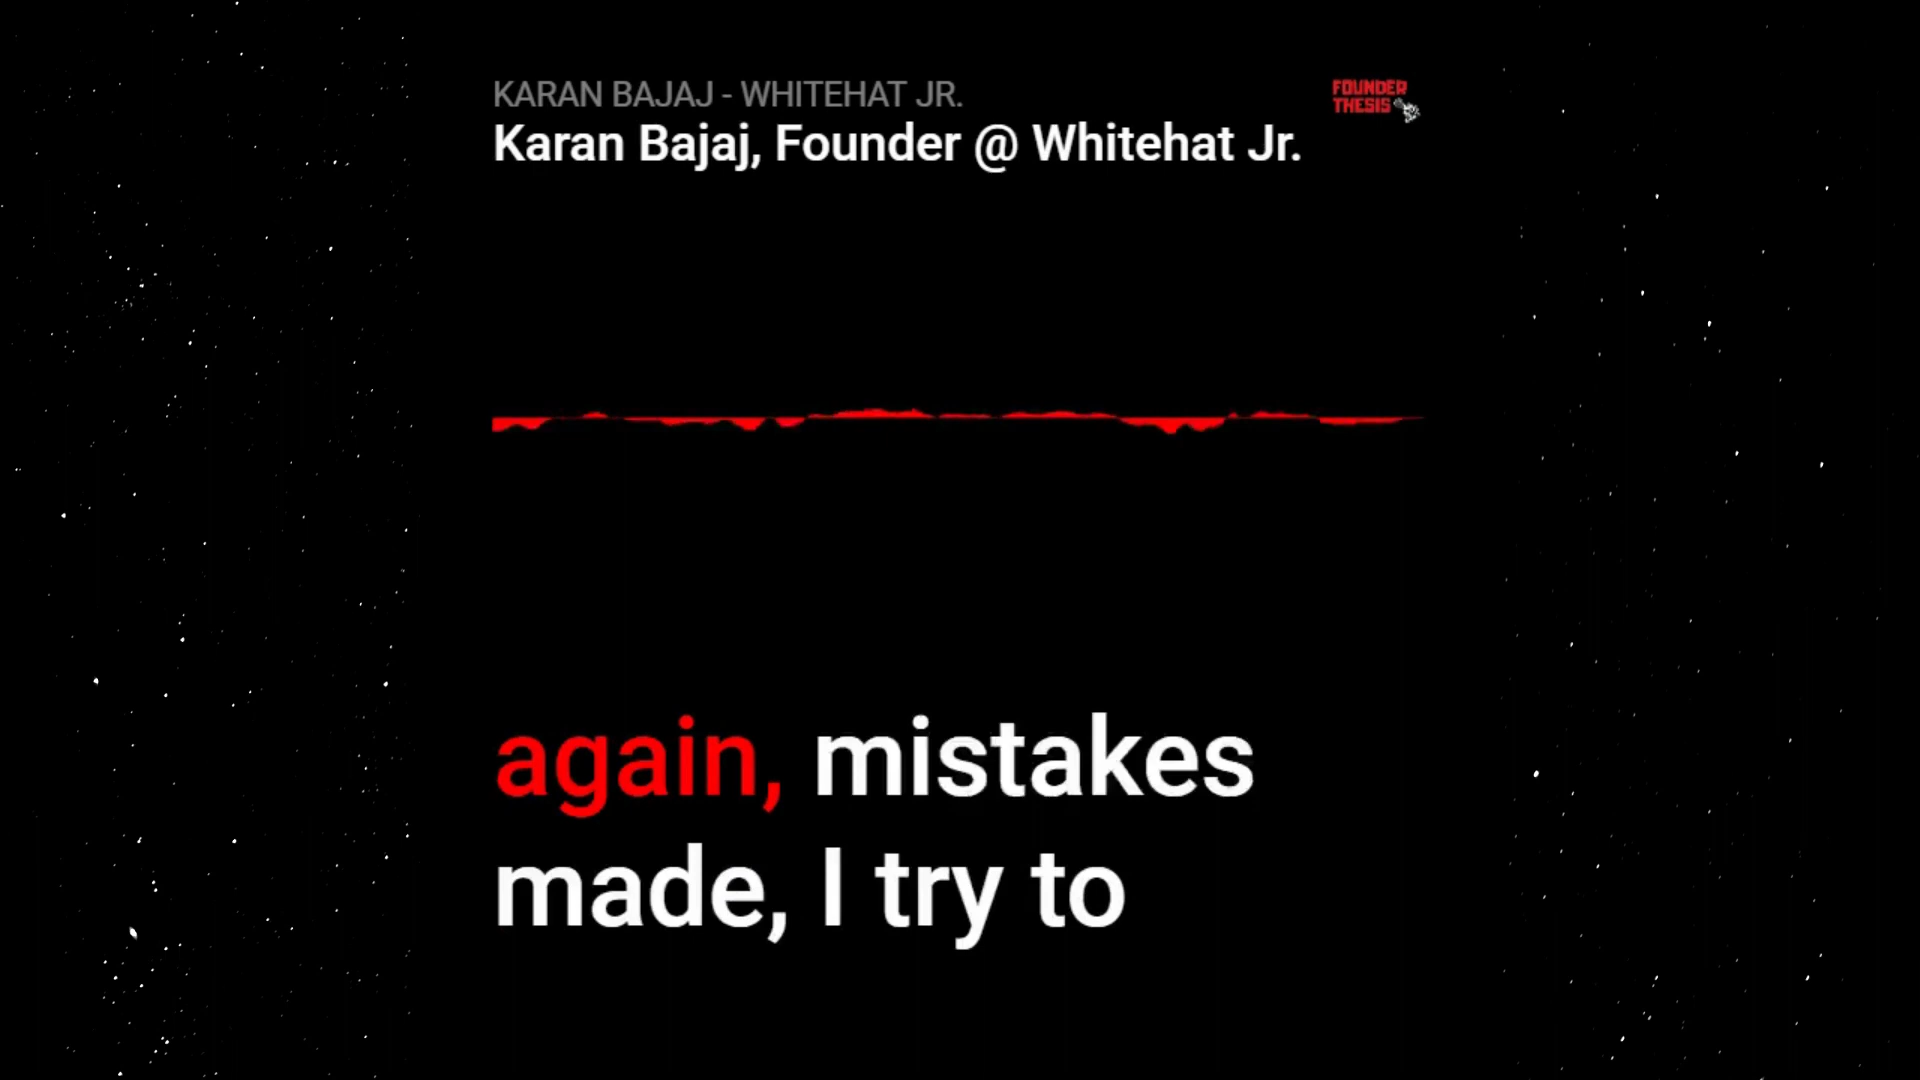 KARAN BAJAJ - WHITEHAT JR.
Karan Bajaj, Founder @ Whitehat Jr.
FOUNDER
THESIS
again, mistakes
made, I try to